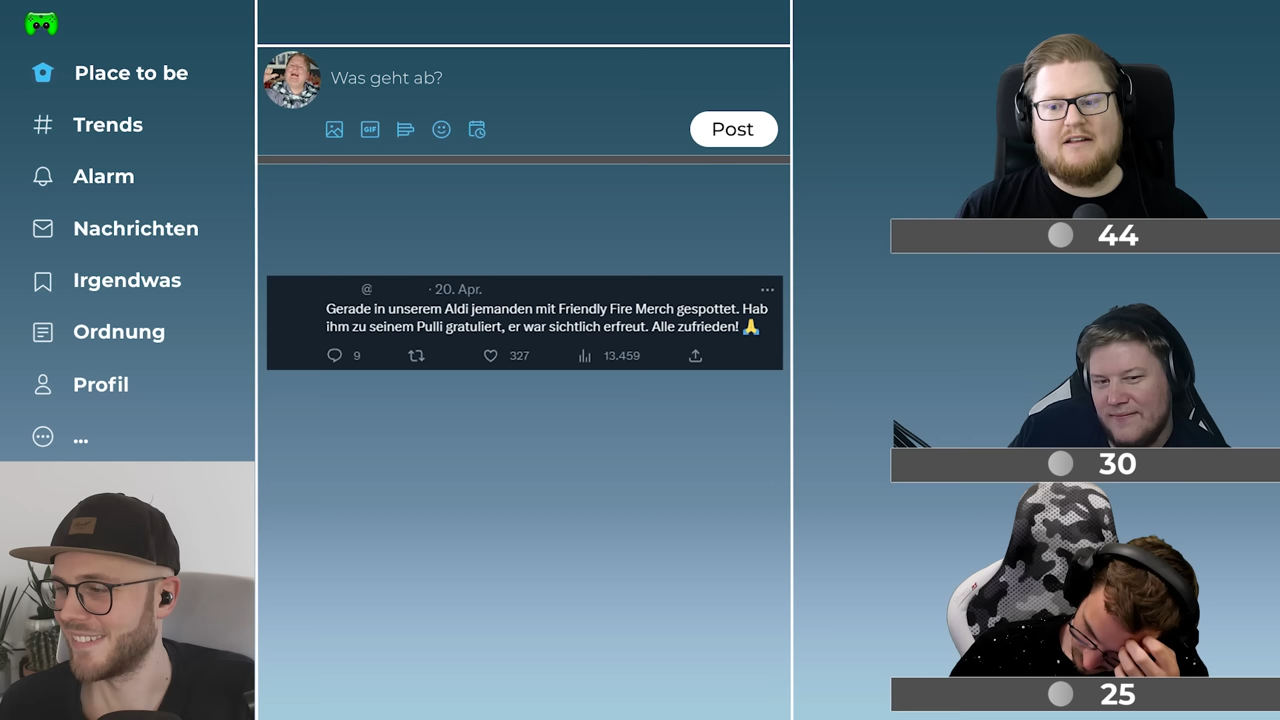 Place to be
Trends
Alarm
Nachrichten
Irgendwas
Ordnung
Profil
...
Was geht ab?
GIF
Post
@ · 20. Apr. ...
Gerade in unserem Aldi jemanden mit Friendly Fire Merch gespottet. Hab
ihm zu seinem Pulli gratuliert, er war sichtlich erfreut. Alle zufrieden! 🙏
9 327 13.459
44
30
25